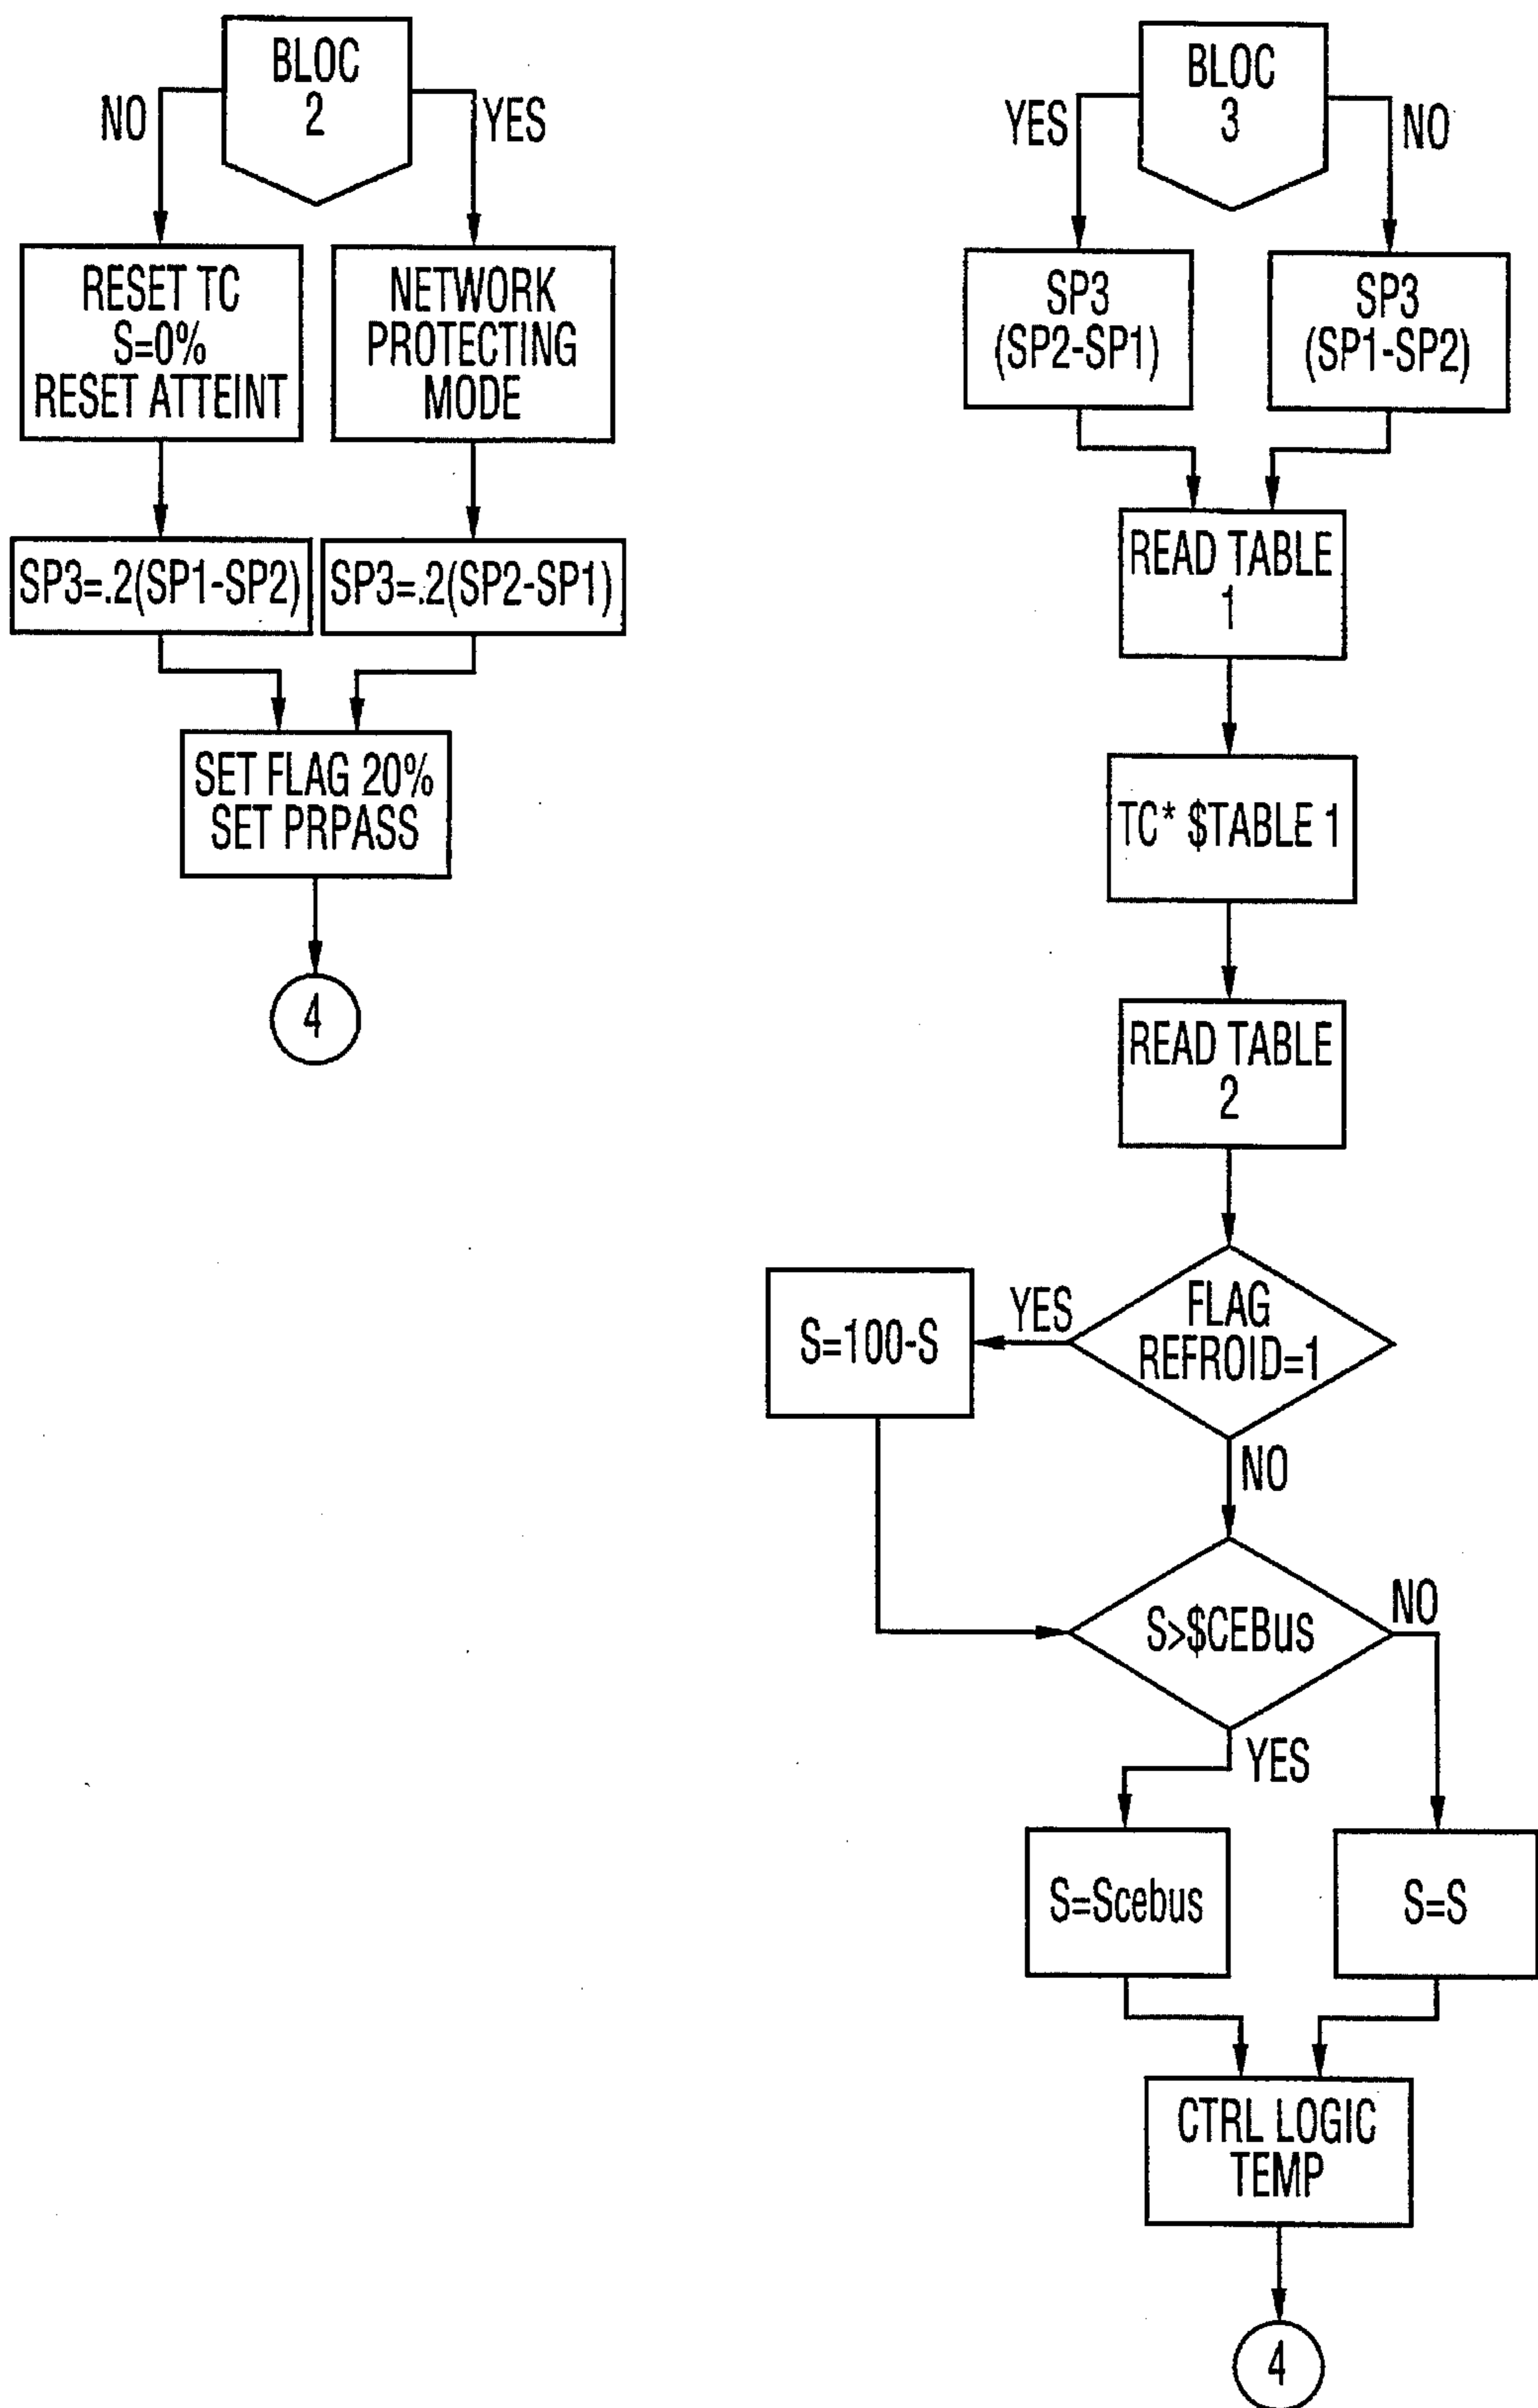 BLOC
2
NO
YES
RESET TC
S=0%
RESET ATTEINT
NETWORK
PROTECTING
MODE
SP3=.2(SP1-SP2)
SP3=.2(SP2-SP1)
SET FLAG 20%
SET PRPASS
4
BLOC
3
YES
NO
SP3
(SP2-SP1)
SP3
(SP1-SP2)
READ TABLE
1
TC* $TABLE 1
READ TABLE
2
FLAG
REFROID=1
YES
S=100-S
NO
S>$CEBus
NO
YES
S=Scebus
S=S
CTRL LOGIC
TEMP
4